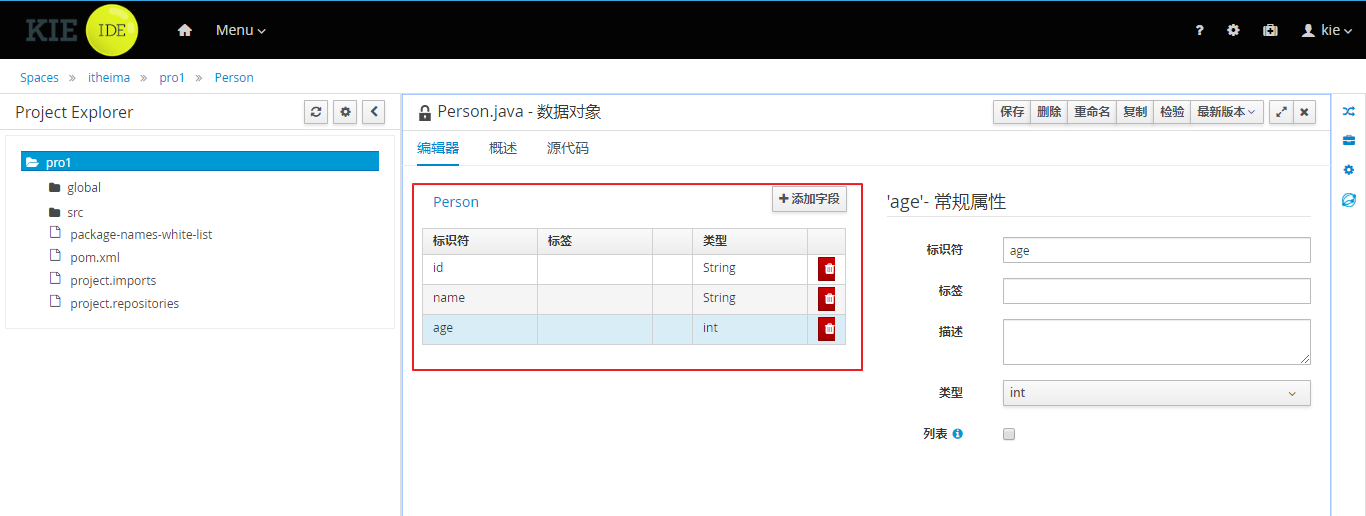 KIE IDE Menu ? kie
Spaces » itheima » pro1 » Person
Project Explorer
pro1
global
src
package-names-white-list
pom.xml
project.imports
project.repositories
Person.java - 数据对象
保存 删除 重命名 复制 检验 最新版本
编辑器 概述 源代码
Person
添加字段
标识符 标签 类型
id String
name String
age int
'age'- 常规属性
标识符 age
标签
描述
类型 int
列表